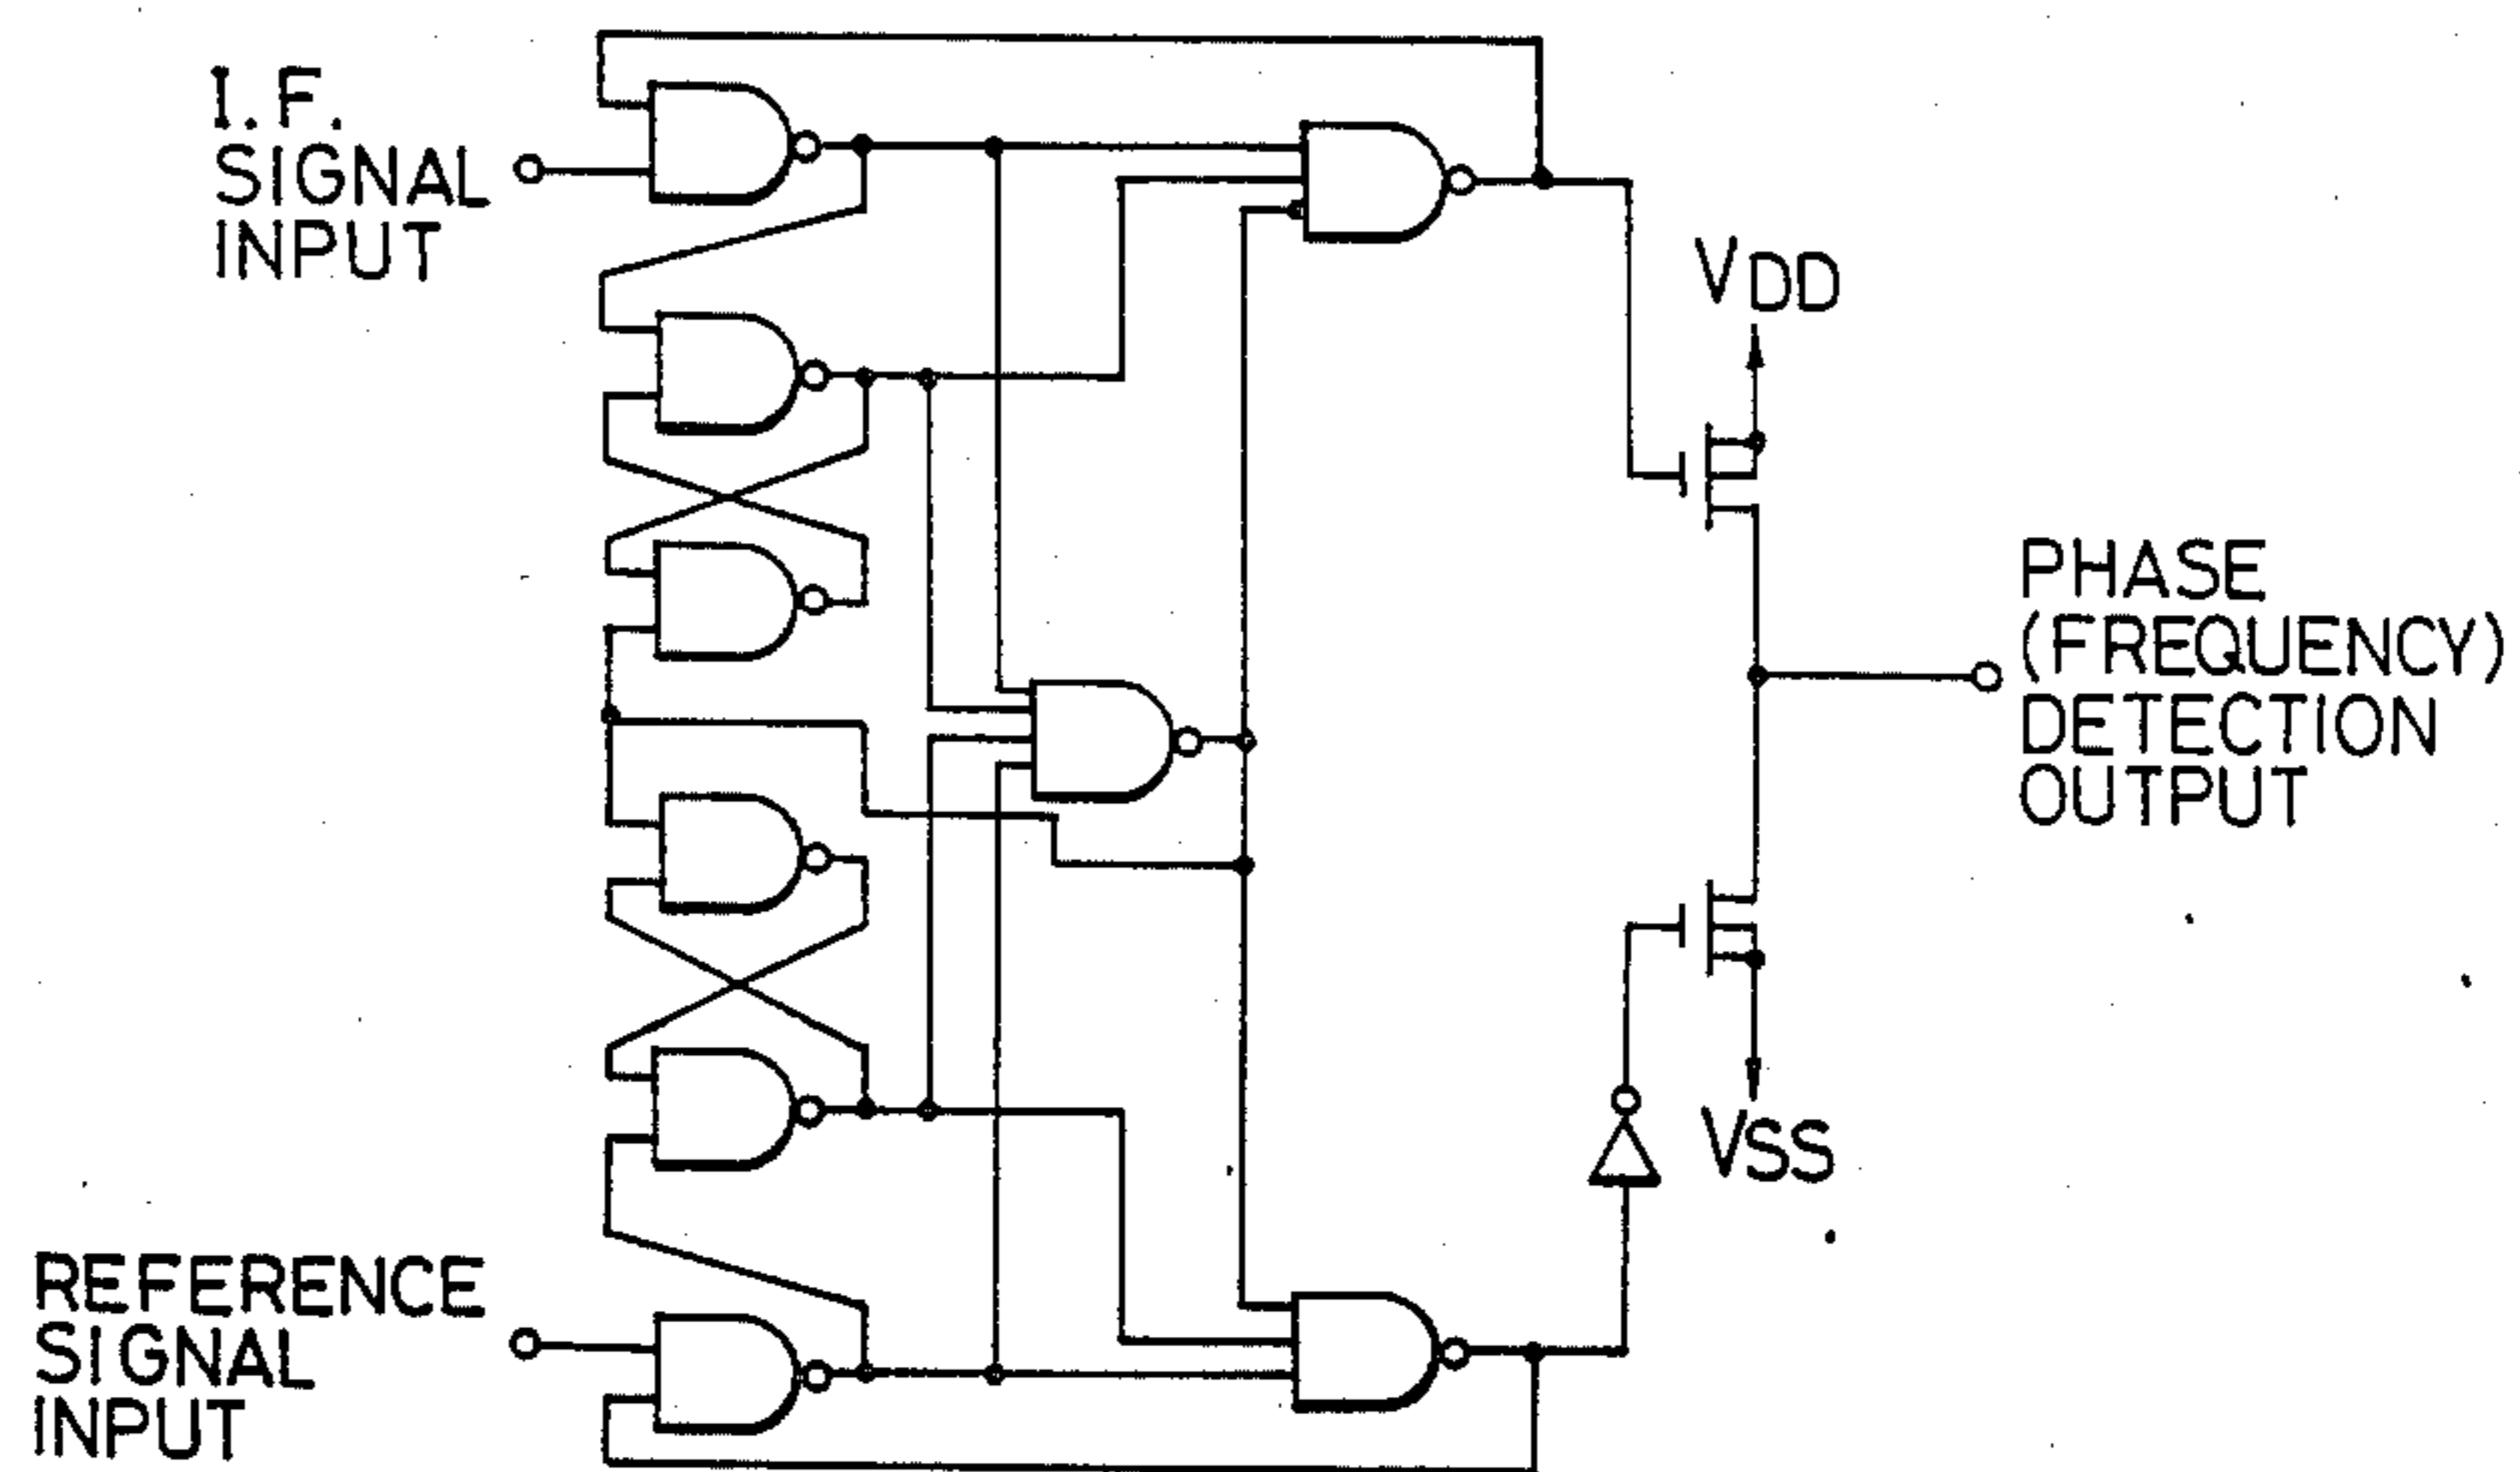 I.F.
SIGNAL
INPUT
VDD
PHASE
(FREQUENCY)
DETECTION
OUTPUT
VSS
REFERENCE
SIGNAL
INPUT